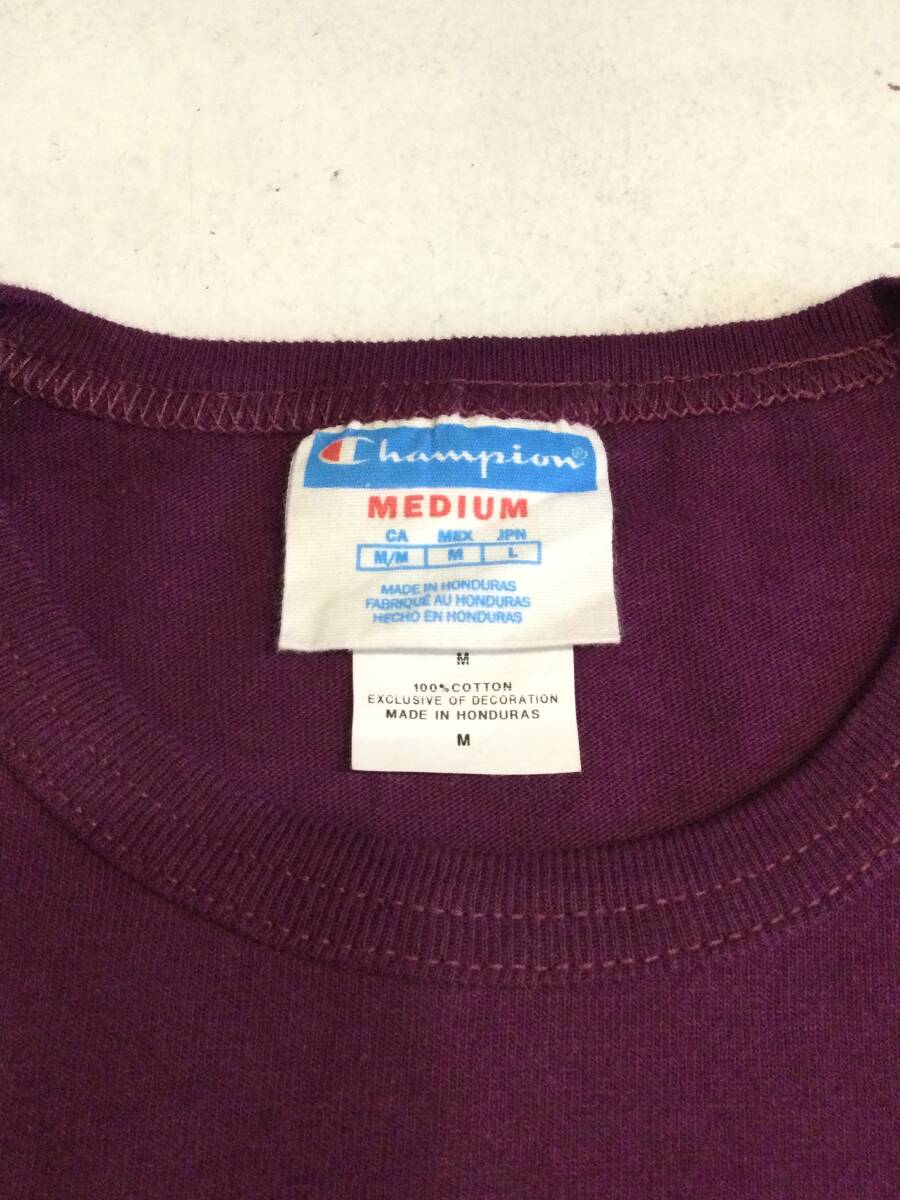 Champion®
MEDIUM
CA MEX JPN
M/M M L
MADE IN HONDURAS
FABRIQUÉ AU HONDURAS
HECHO EN HONDURAS
M
100% COTTON
EXCLUSIVE OF DECORATION
MADE IN HONDURAS
M